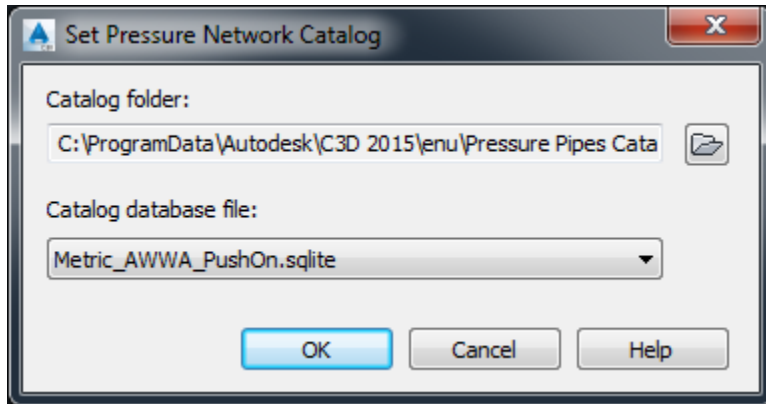 Set Pressure Network Catalog
Catalog folder:
C:\ProgramData\Autodesk\C3D 2015\enu\Pressure Pipes Cata
Catalog database file:
Metric_AWWA_PushOn.sqlite
OK Cancel Help